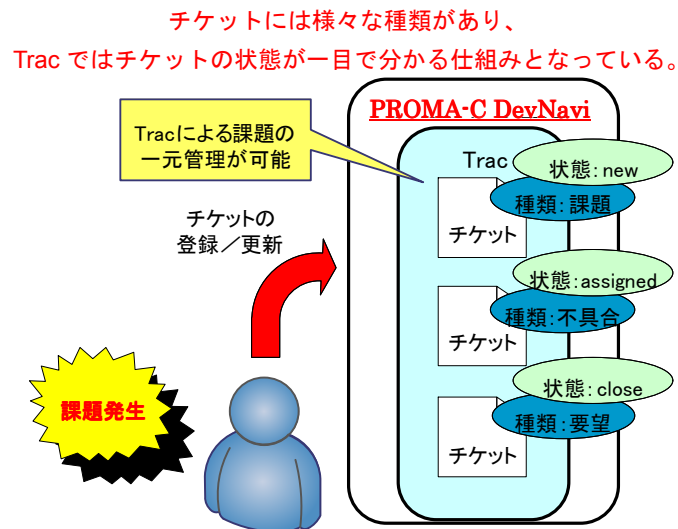 チケットには様々な種類があり、
Trac ではチケットの状態が一目で分かる仕組みとなっている。
PROMA-C DevNavi
Tracによる課題の
一元管理が可能
Trac
状態：new
種類：課題
チケット
チケットの
登録／更新
状態：assigned
種類：不具合
チケット
課題発生
状態：close
種類：要望
チケット